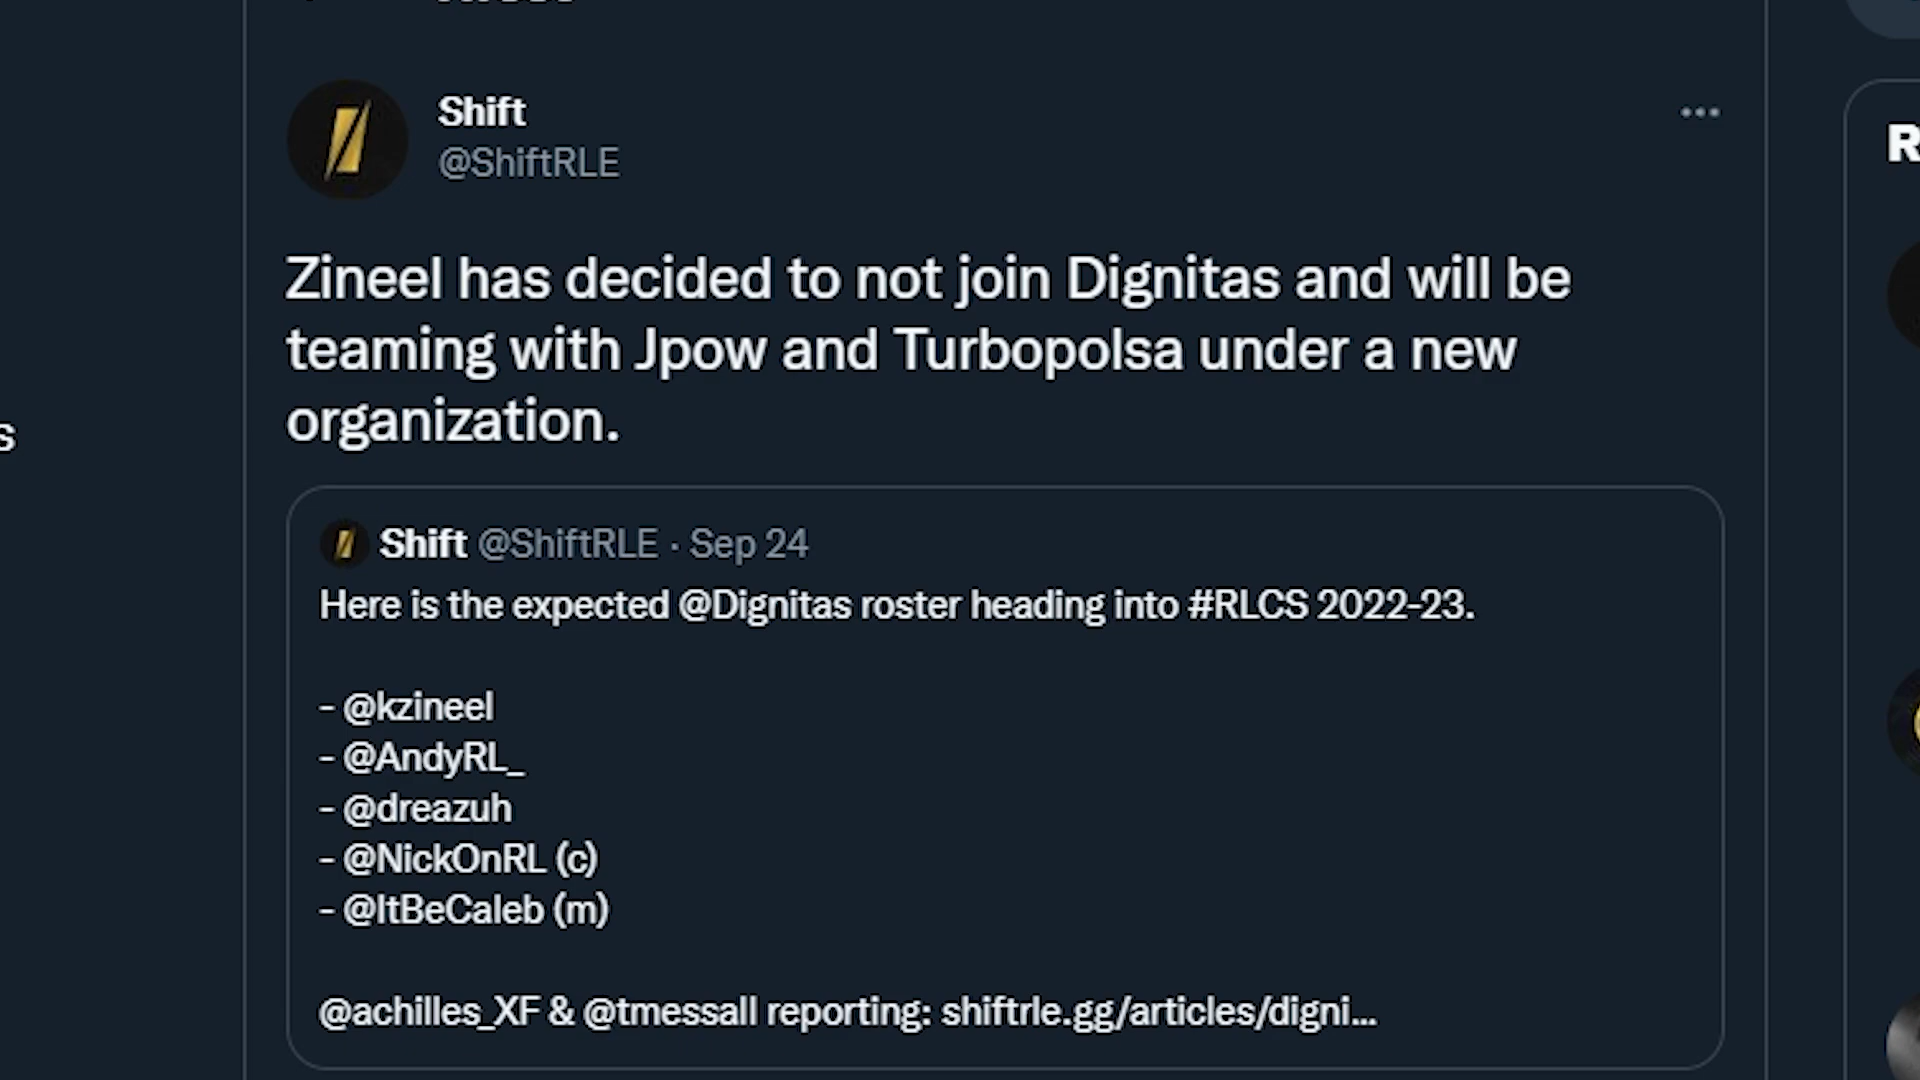 Shift
@ShiftRLE
Zineel has decided to not join Dignitas and will be
teaming with Jpow and Turbopolsa under a new
organization.
Shift @ShiftRLE · Sep 24
Here is the expected @Dignitas roster heading into #RLCS 2022-23.
- @kzineel
- @AndyRL_
- @dreazuh
- @NickOnRL (c)
- @ItBeCaleb (m)
@achilles_XF & @tmessall reporting: shiftrle.gg/articles/digni...
s
R